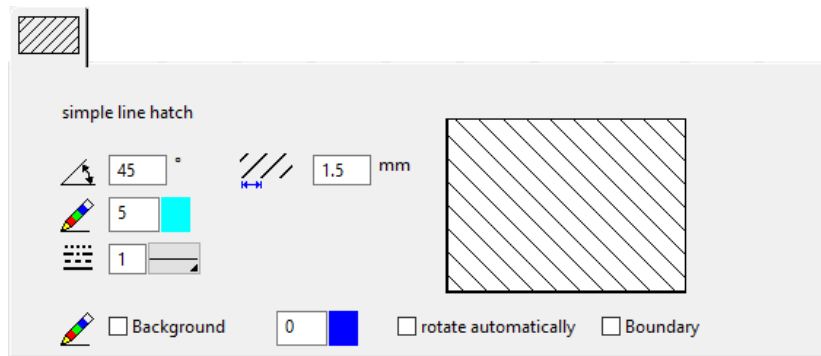 simple line hatch
45 ° 1.5 mm
5
1
Background 0 rotate automatically Boundary